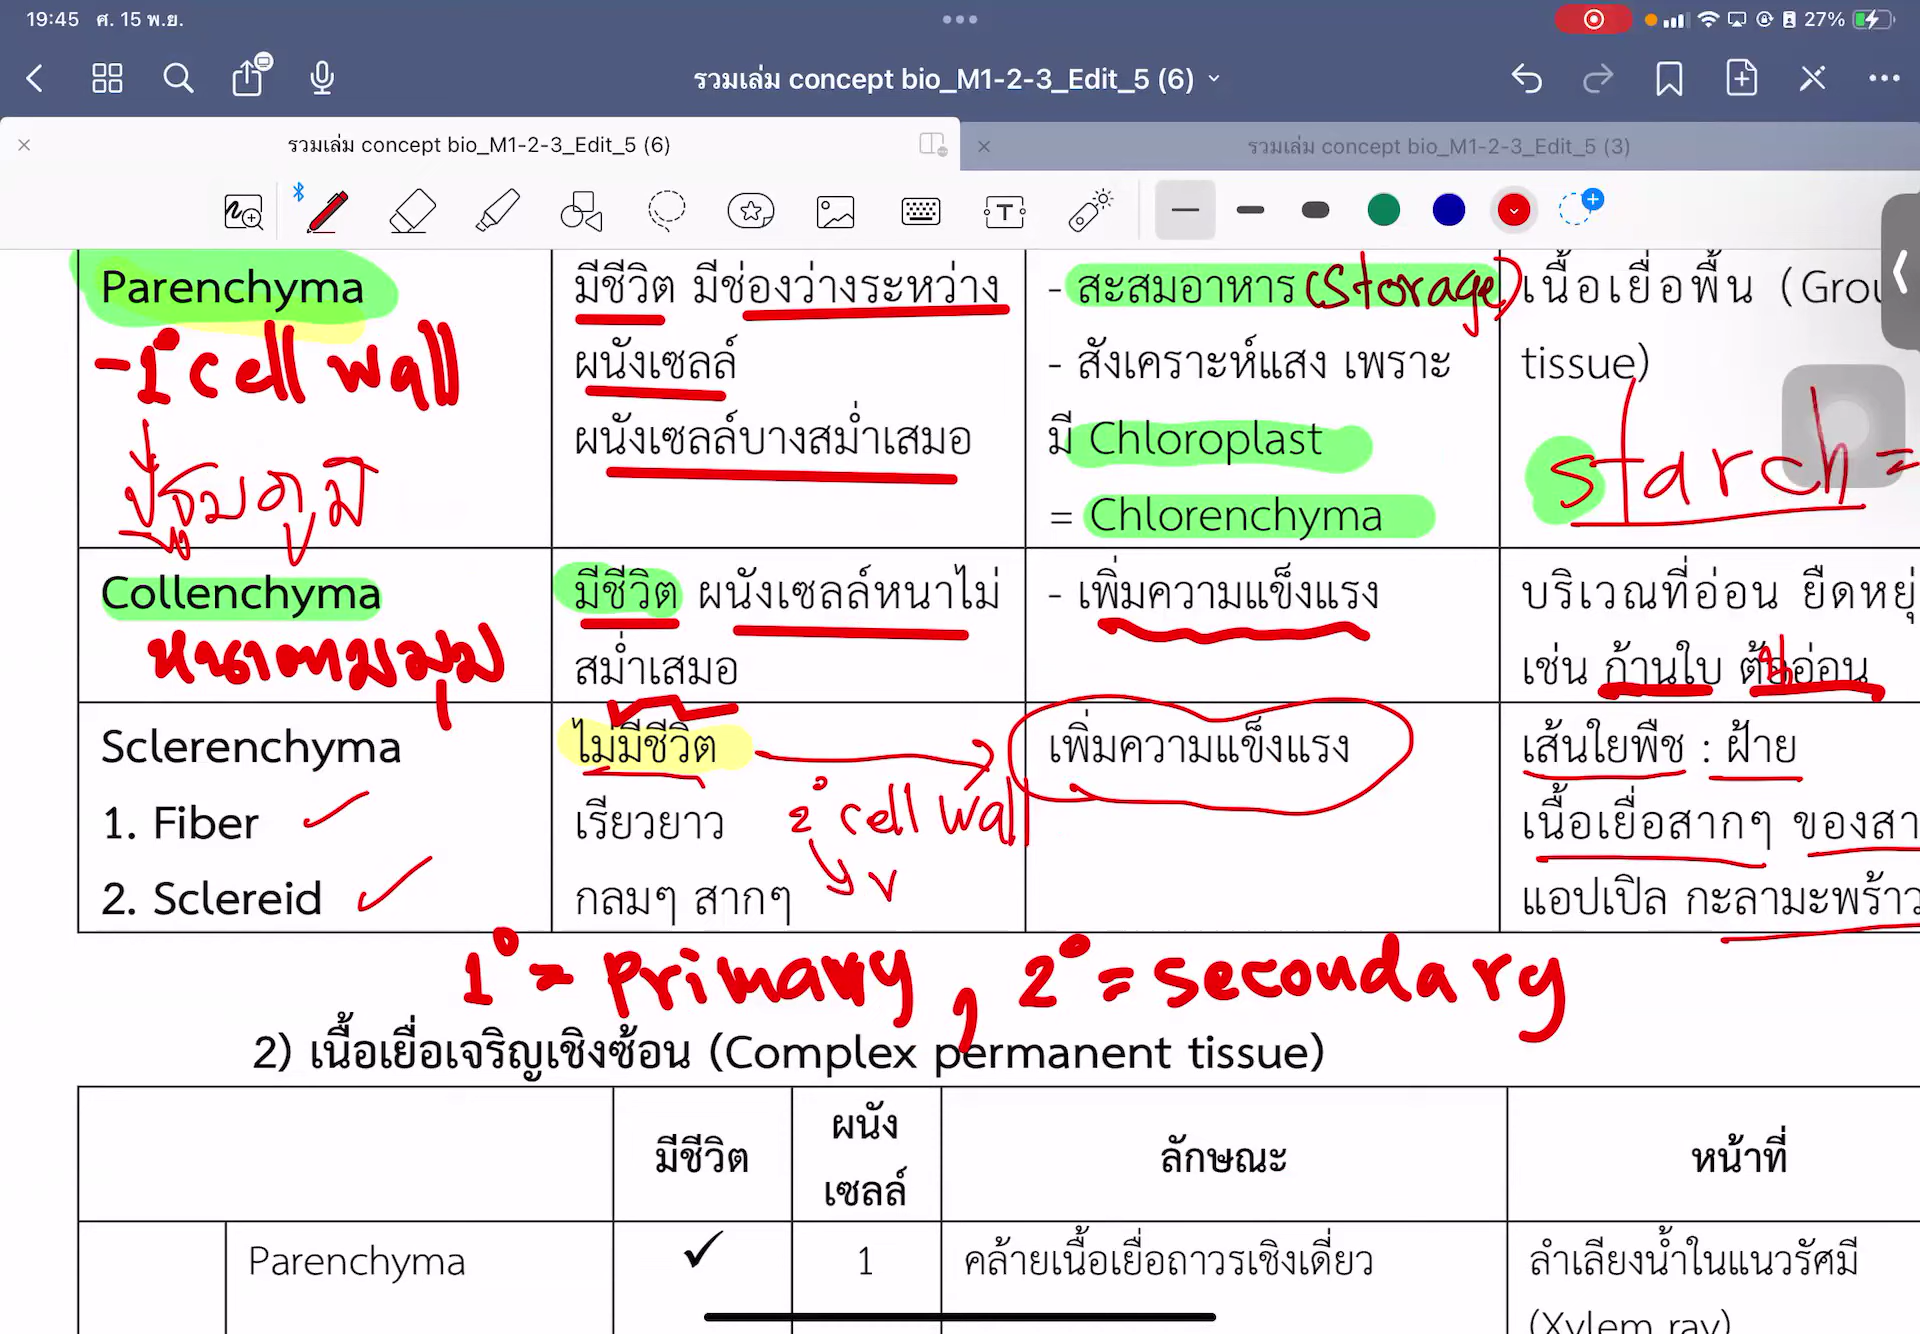 19:45 ศ. 15 พ.ย.
27%
รวมเล่ม concept bio_M1-2-3_Edit_5 (6)
รวมเล่ม concept bio_M1-2-3_Edit_5 (6)
รวมเล่ม concept bio_M1-2-3_Edit_5 (3)
Parenchyma
-1° cell wall
ปฐมภูมิ
มีชีวิต มีช่องว่างระหว่าง
ผนังเซลล์
ผนังเซลล์บางสม่ำเสมอ
- สะสมอาหาร (storage)
- สังเคราะห์แสง เพราะ
มี Chloroplast
= Chlorenchyma
เนื้อเยื่อพื้น (Grou
tissue)
starch =
Collenchyma
หนาตามมุม
มีชีวิต ผนังเซลล์หนาไม่
สม่ำเสมอ
- เพิ่มความแข็งแรง
บริเวณที่อ่อน ยืดหยุ่
เช่น ก้านใบ ต้นอ่อน
Sclerenchyma
1. Fiber
2. Sclereid
ไม่มีชีวิต
เรียวยาว
2° cell wall
กลมๆ สากๆ
เพิ่มความแข็งแรง
เส้นใยพืช : ฝ้าย
เนื้อเยื่อสากๆ ของสา
แอปเปิล กะลามะพร้าว
1° = Primary , 2° = secondary
2) เนื้อเยื่อเจริญเชิงซ้อน (Complex permanent tissue)
มีชีวิต
ผนัง
เซลล์
ลักษณะ
หน้าที่
Parenchyma
✓
1
คล้ายเนื้อเยื่อถาวรเชิงเดี่ยว
ลำเลียงน้ำในแนวรัศมี
(Xylem ray)